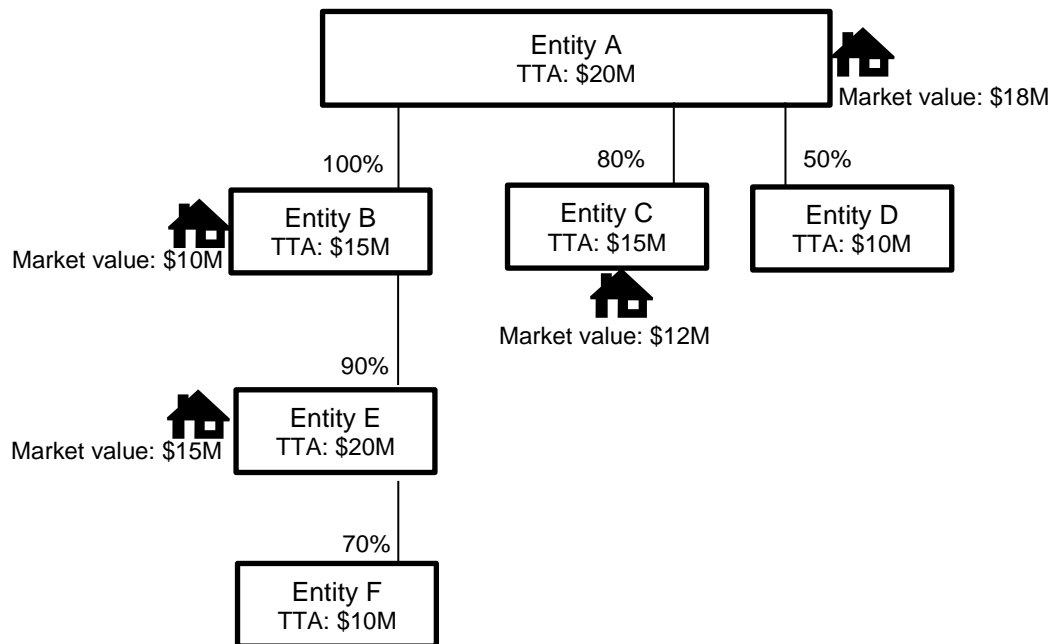 Entity A
TTA: $20M
Market value: $18M
100%
80%
50%
Entity B
TTA: $15M
Market value: $10M
Entity C
TTA: $15M
Market value: $12M
Entity D
TTA: $10M
90%
Entity E
TTA: $20M
Market value: $15M
70%
Entity F
TTA: $10M